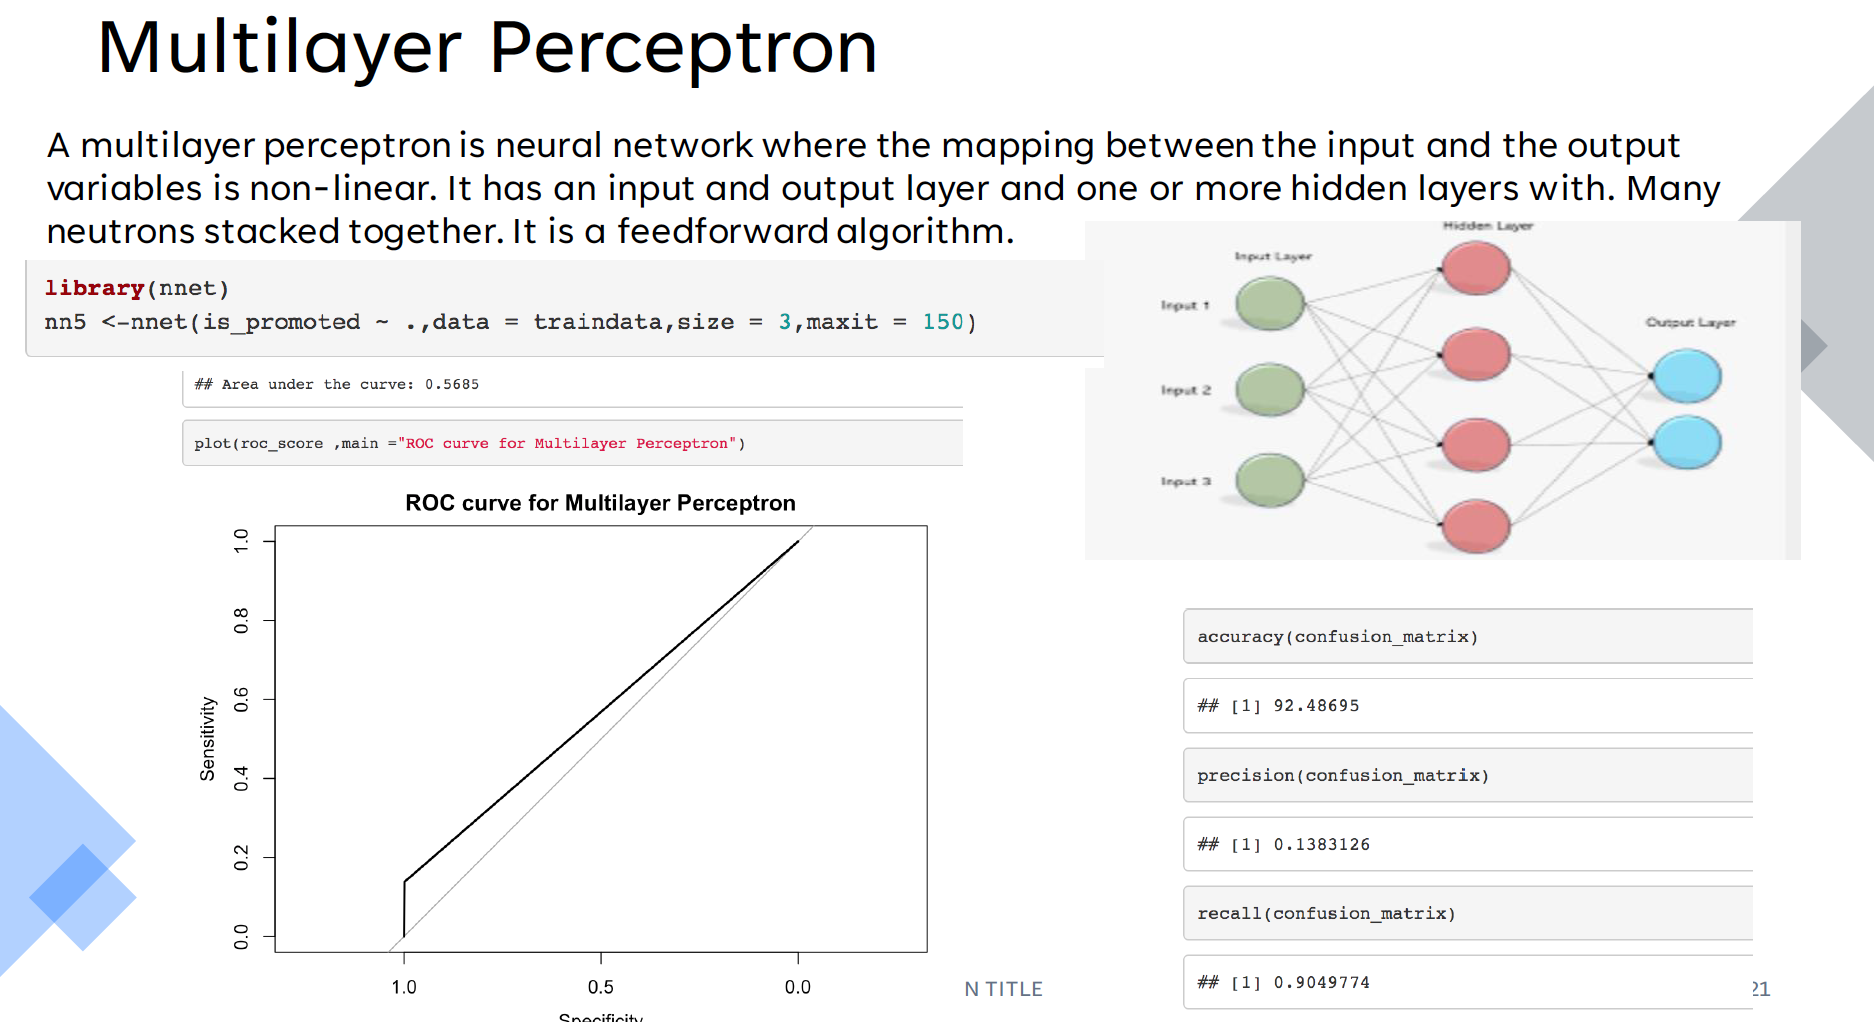 Multilayer Perceptron
A multilayer perceptron is neural network where the mapping between the input and the output
variables is non-linear. It has an input and output layer and one or more hidden layers with. Many
neutrons stacked together. It is a feedforward algorithm.
library(nnet)
nn5 <-nnet(is_promoted ~ .,data = traindata,size = 3,maxit = 150)
## Area under the curve: 0.5685
plot(roc_score ,main ="ROC curve for Multilayer Perceptron")
ROC curve for Multilayer Perceptron
Sensitivity
1.0
0.8
0.6
0.4
0.2
0.0
1.0 0.5 0.0
Specificity
Hidden Layer
Input Layer
Input 1
Output Layer
Input 2
Input 3
accuracy(confusion_matrix)
## [1] 92.48695
precision(confusion_matrix)
## [1] 0.1383126
recall(confusion_matrix)
## [1] 0.9049774
N TITLE
21